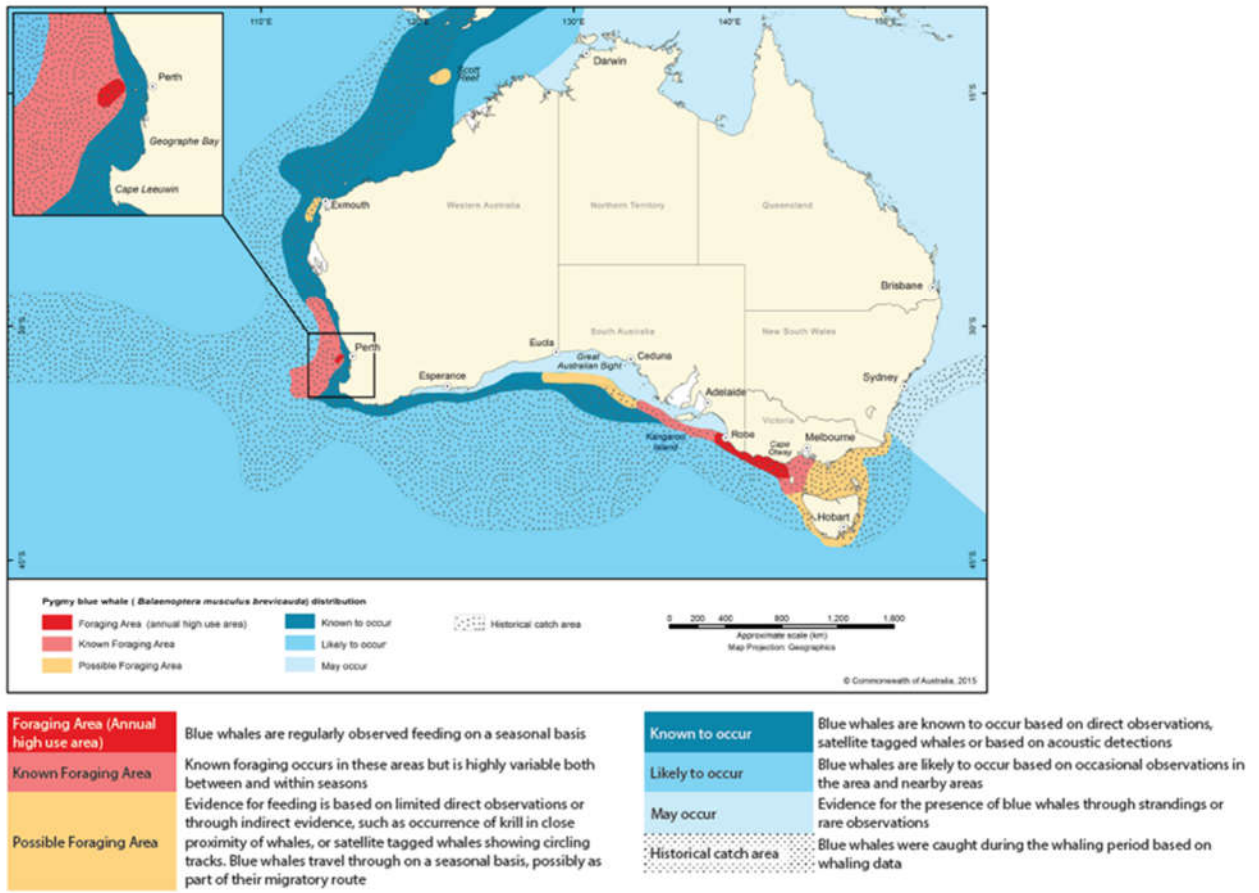 110°E
120°E
130°E
140°E
150°E
Perth
Geographe Bay
Cape Leeuwin
Scott
Reef
Darwin
15°S
Exmouth
Western Australia
Northern Territory
Queensland
Brisbane
30°S
30°S
South Australia
New South Wales
Eucla
Great
Australian Bight
Ceduna
Perth
Esperance
Sydney
Adelaide
Victoria
Kangaroo
Island
Robe
Cape
Otway
Melbourne
Hobart
45°S
45°S
Pygmy blue whale ( Balaenoptera musculus brevicauda) distribution
Foraging Area (annual high use area)
Known Foraging Area
Possible Foraging Area
Known to occur
Likely to occur
May occur
Historical catch area
0 200 400 800 1,200 1,600
Approximate scale (km)
Map Projection: Geographics
© Commonwealth of Australia, 2015
Foraging Area (Annual
high use area)
Blue whales are regularly observed feeding on a seasonal basis
Known Foraging Area
Known foraging occurs in these areas but is highly variable both
between and within seasons
Possible Foraging Area
Evidence for feeding is based on limited direct observations or
through indirect evidence, such as occurrence of krill in close
proximity of whales, or satellite tagged whales showing circling
tracks. Blue whales travel through on a seasonal basis, possibly as
part of their migratory route
Known to occur
Blue whales are known to occur based on direct observations,
satellite tagged whales or based on acoustic detections
Likely to occur
Blue whales are likely to occur based on occasional observations in
the area and nearby areas
May occur
Evidence for the presence of blue whales through strandings or
rare observations
Historical catch area
Blue whales were caught during the whaling period based on
whaling data